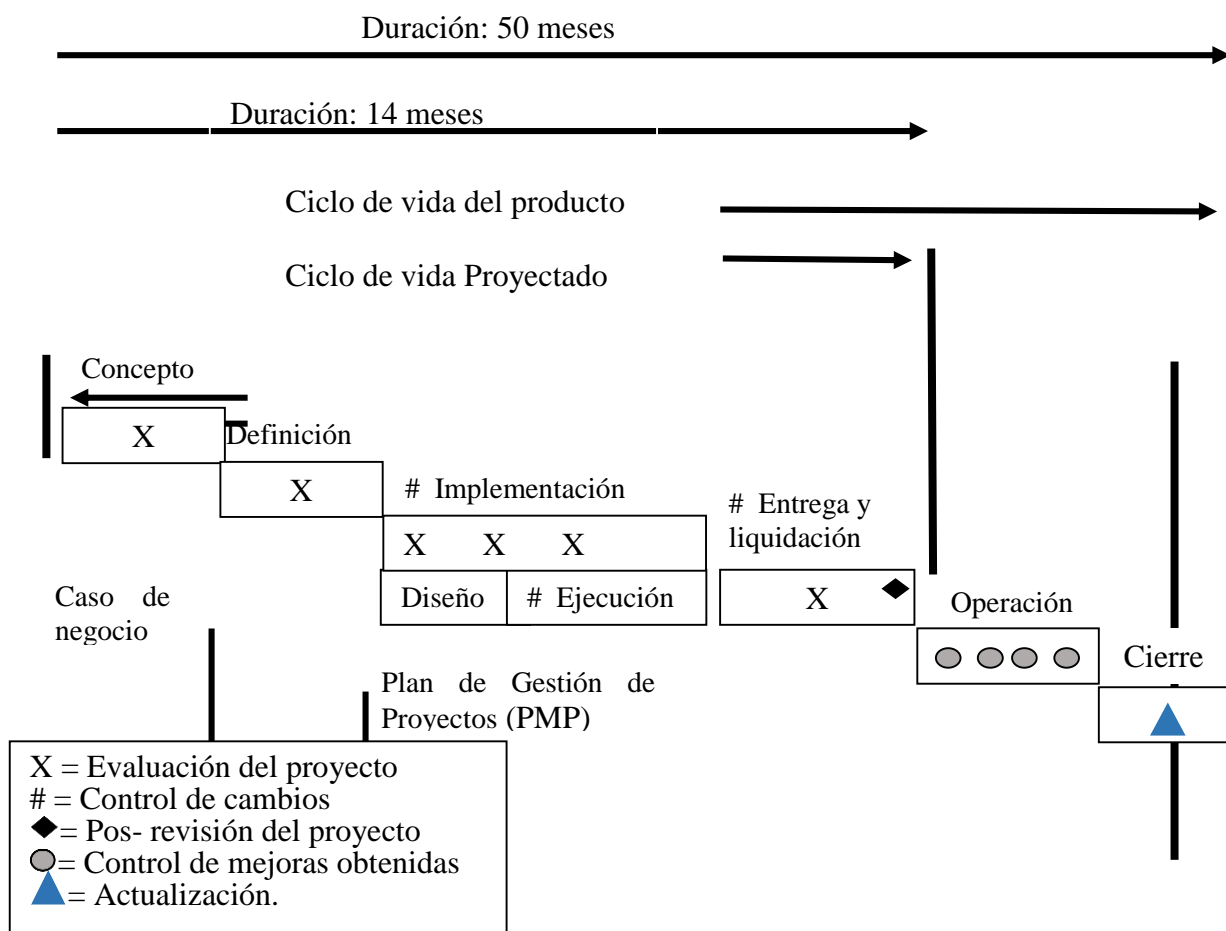 Duración: 50 meses
Duración: 14 meses
Ciclo de vida del producto
Ciclo de vida Proyectado
Concepto
X
Definición
X
# Implementación
X X X
Diseño
# Ejecución
# Entrega y
liquidación
X
Operación
Cierre
Caso de
negocio
Plan de Gestión de
Proyectos (PMP)
X = Evaluación del proyecto
# = Control de cambios
◆= Pos- revisión del proyecto
= Control de mejoras obtenidas
= Actualización.